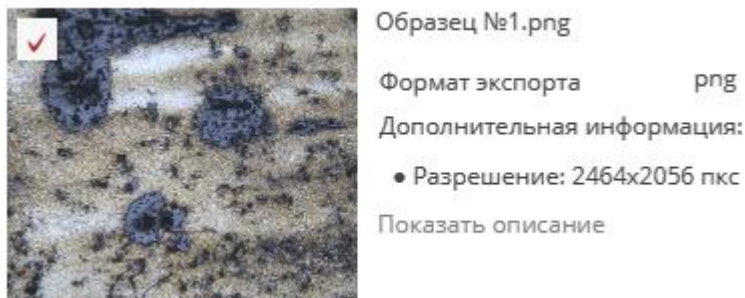 Образец №1.png
Формат экспорта png
Дополнительная информация:
● Разрешение: 2464x2056 пкс
Показать описание